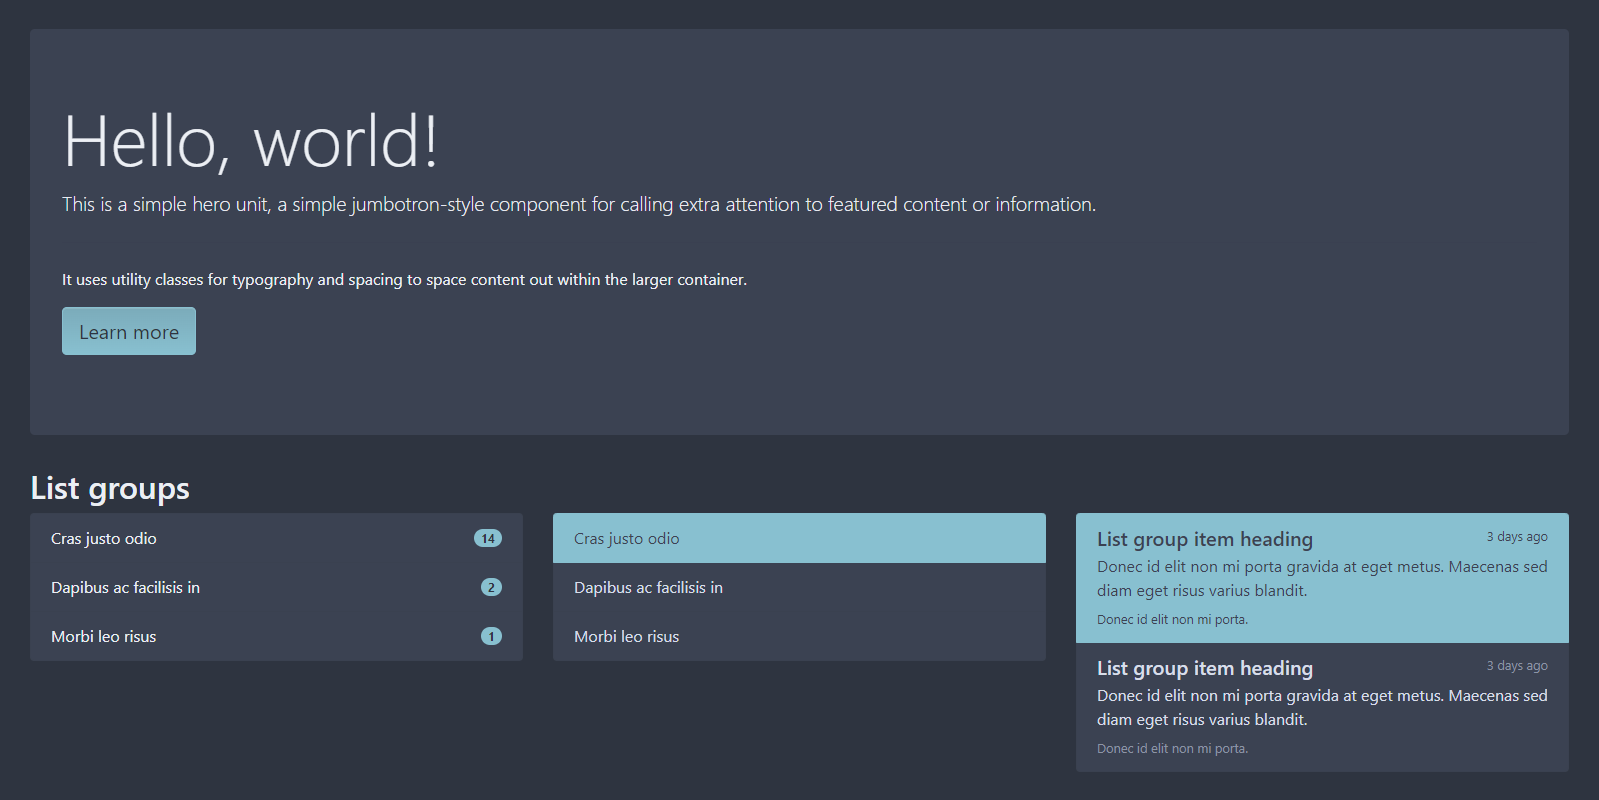 Hello, world!
This is a simple hero unit, a simple jumbotron-style component for calling extra attention to featured content or information.
It uses utility classes for typography and spacing to space content out within the larger container.
Learn more
List groups
Cras justo odio 14
Dapibus ac facilisis in 2
Morbi leo risus 1
Cras justo odio
Dapibus ac facilisis in
Morbi leo risus
List group item heading 3 days ago
Donec id elit non mi porta gravida at eget metus. Maecenas sed
diam eget risus varius blandit.
Donec id elit non mi porta.
List group item heading 3 days ago
Donec id elit non mi porta gravida at eget metus. Maecenas sed
diam eget risus varius blandit.
Donec id elit non mi porta.